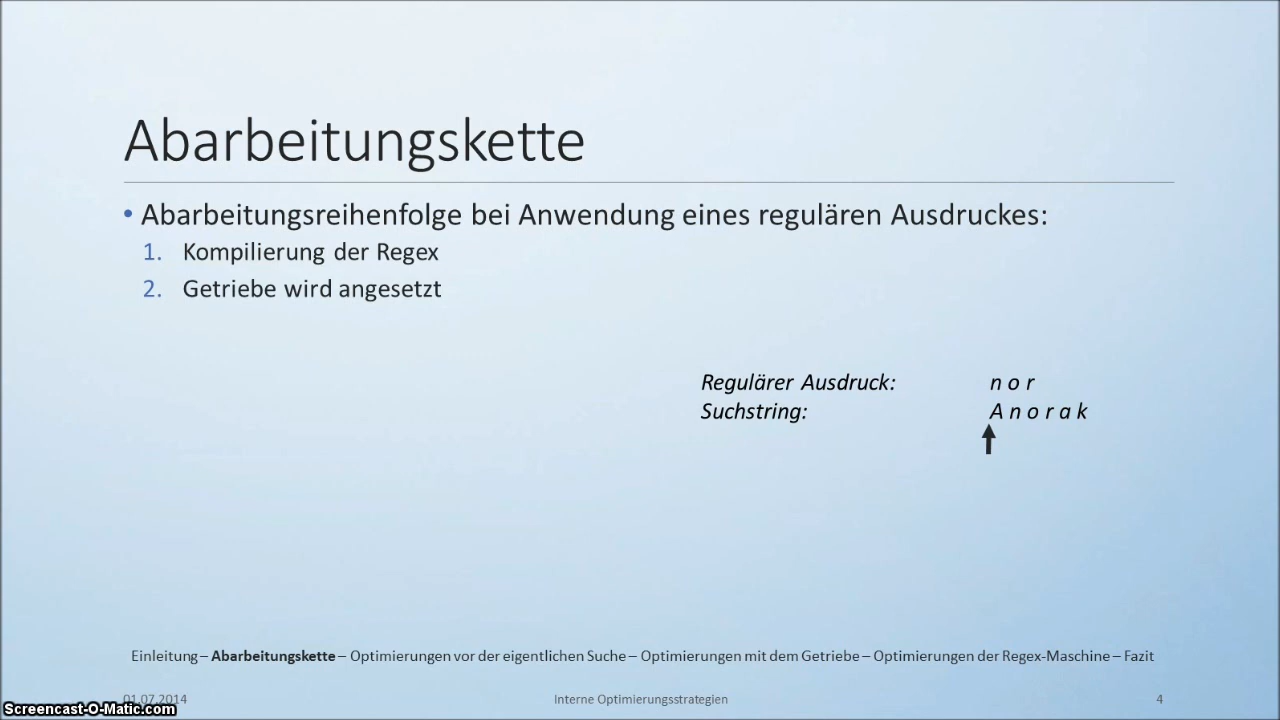 Abarbeitungskette
• Abarbeitungsreihenfolge bei Anwendung eines regulären Ausdruckes:
1. Kompilierung der Regex
2. Getriebe wird angesetzt
Regulärer Ausdruck: n o r
Suchstring: A n o r a k
Einleitung – Abarbeitungskette – Optimierungen vor der eigentlichen Suche – Optimierungen mit dem Getriebe – Optimierungen der Regex-Maschine – Fazit
01.07.2014 Interne Optimierungsstrategien 4
Screencast-O-Matic.com